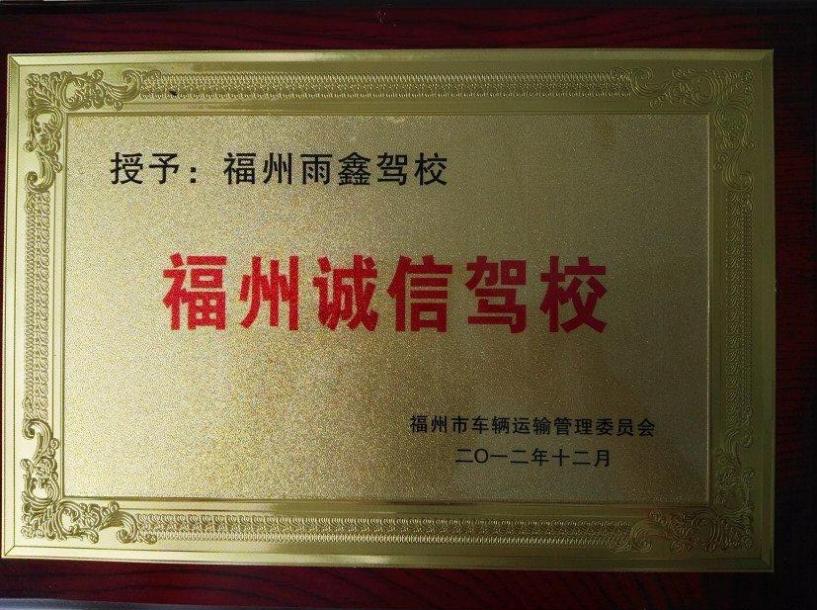 授予：福州雨鑫驾校
福州诚信驾校
福州市车辆运输管理委员会
二〇一二年十二月